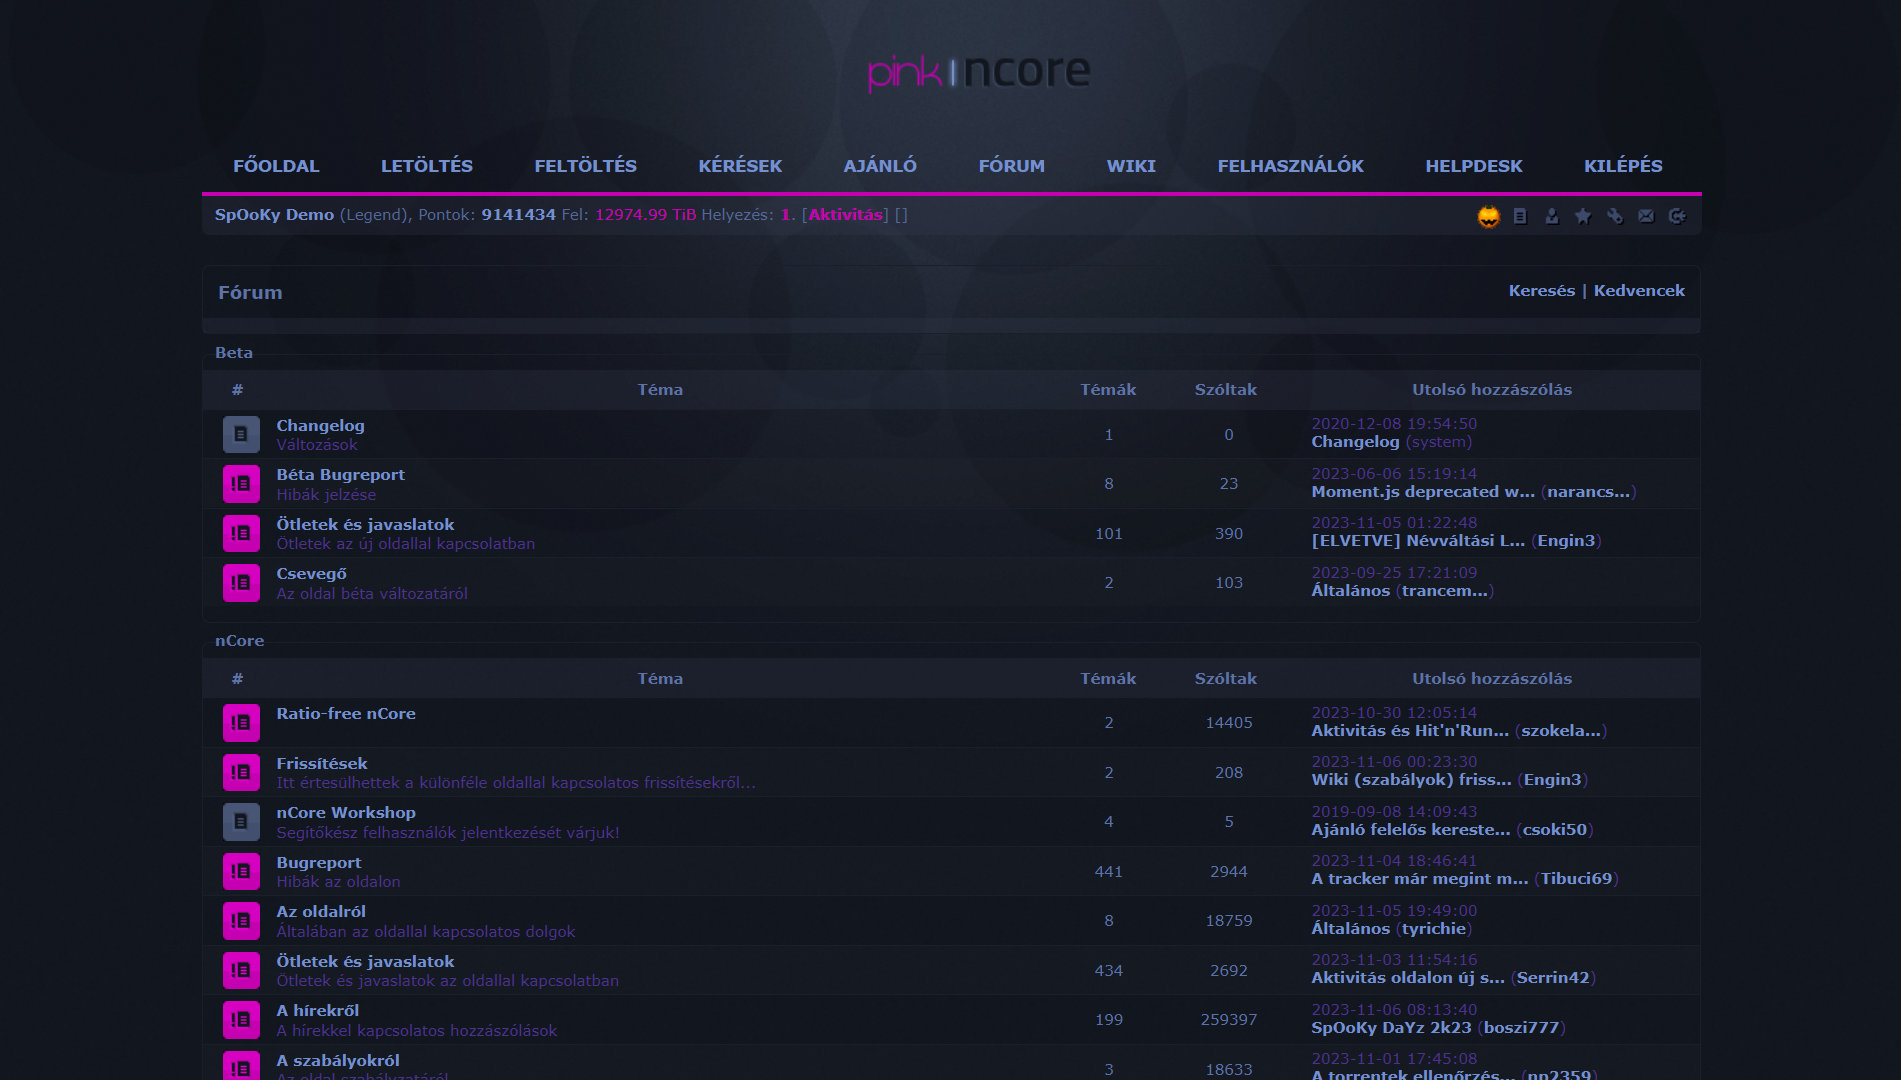 pink ncore
FŐOLDAL LETÖLTÉS FELTÖLTÉS KÉRÉSEK AJÁNLÓ FÓRUM WIKI FELHASZNÁLÓK HELPDESK KILÉPÉS
SpOoKy Demo (Legend), Pontok: 9141434 Fel: 12974.99 TiB Helyezés: 1. [Aktivitás] []
Fórum Keresés | Kedvencek
Beta
# Téma Témák Szóltak Utolsó hozzászólás
Changelog
Változások
1 0
2020-12-08 19:54:50
Changelog (system)
Béta Bugreport
Hibák jelzése
8 23
2023-06-06 15:19:14
Moment.js deprecated w... (narancs...)
Ötletek és javaslatok
Ötletek az új oldallal kapcsolatban
101 390
2023-11-05 01:22:48
[ELVETVE] Névváltási L... (Engin3)
Csevegő
Az oldal béta változatáról
2 103
2023-09-25 17:21:09
Általános (trancem...)
nCore
# Téma Témák Szóltak Utolsó hozzászólás
Ratio-free nCore
2 14405
2023-10-30 12:05:14
Aktivitás és Hit'n'Run... (szokela...)
Frissítések
Itt értesülhettek a különféle oldallal kapcsolatos frissítésekről...
2 208
2023-11-06 00:23:30
Wiki (szabályok) friss... (Engin3)
nCore Workshop
Segítőkész felhasználók jelentkezését várjuk!
4 5
2019-09-08 14:09:43
Ajánló felelős kereste... (csoki50)
Bugreport
Hibák az oldalon
441 2944
2023-11-04 18:46:41
A tracker már megint m... (Tibuci69)
Az oldalról
Általában az oldallal kapcsolatos dolgok
8 18759
2023-11-05 19:49:00
Általános (tyrichie)
Ötletek és javaslatok
Ötletek és javaslatok az oldallal kapcsolatban
434 2692
2023-11-03 11:54:16
Aktivitás oldalon új s... (Serrin42)
A hírekről
A hírekkel kapcsolatos hozzászólások
199 259397
2023-11-06 08:13:40
SpOoKy DaYz 2k23 (boszi777)
A szabályokról
Az oldal szabályzatáról
3 18633
2023-11-01 17:45:08
A torrentek ellenőrzés... (np2359)